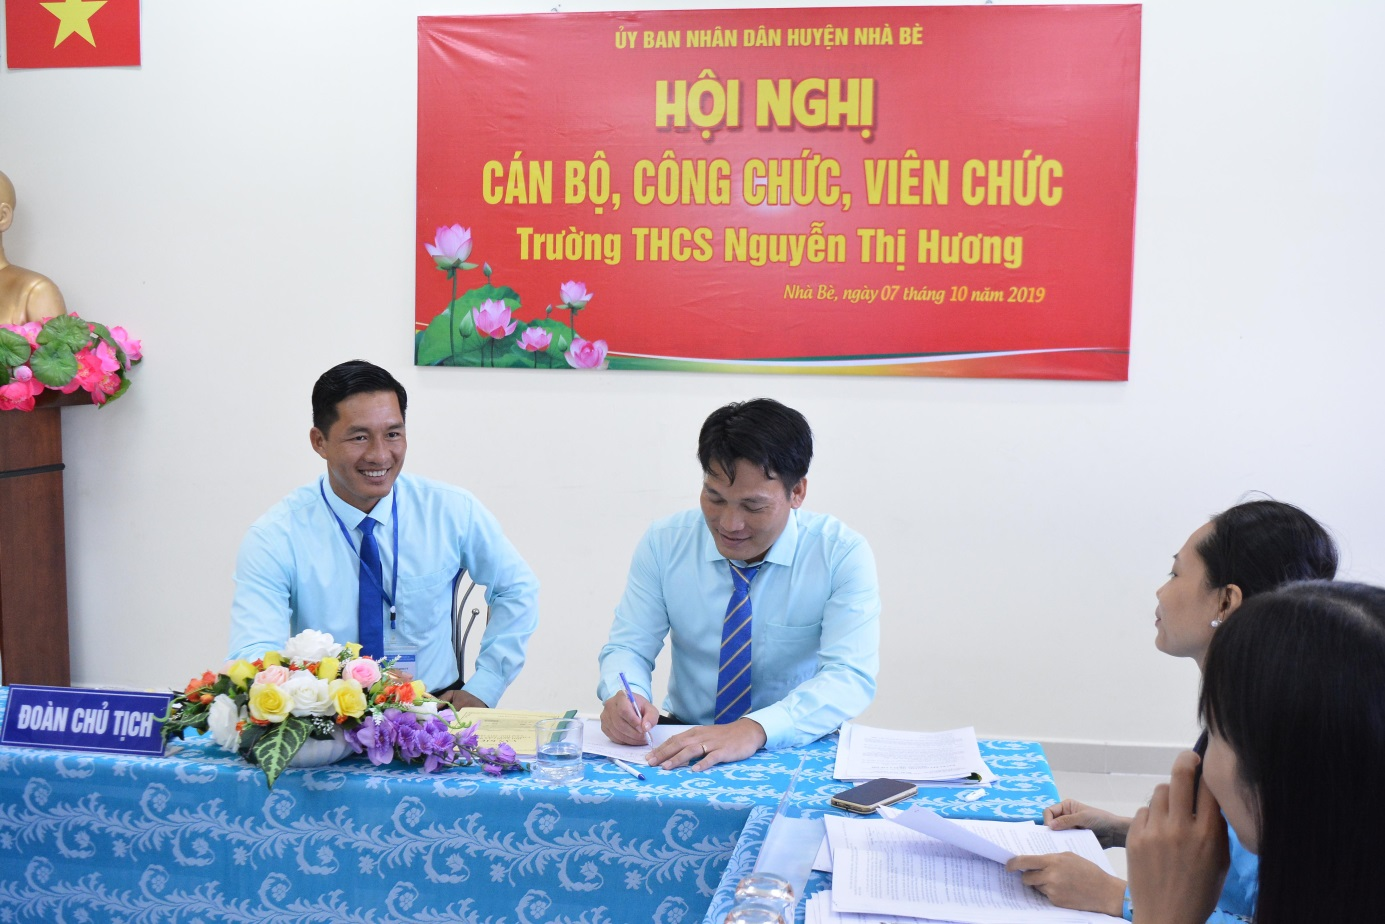 ỦY BAN NHÂN DÂN HUYỆN NHÀ BÈ
HỘI NGHỊ
CÁN BỘ, CÔNG CHỨC, VIÊN CHỨC
Trường THCS Nguyễn Thị Hương
Nhà Bè, ngày 07 tháng 10 năm 2019
ĐOÀN CHỦ TỊCH